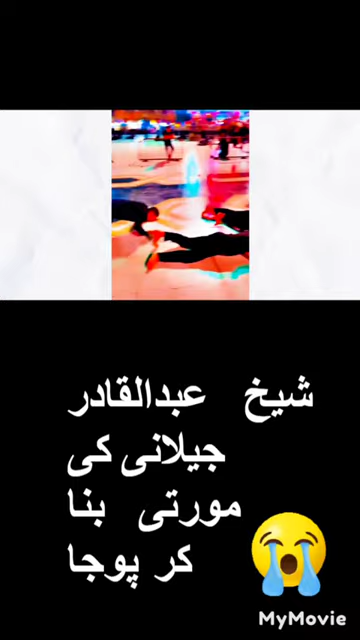 شیخ عبدالقادر
جیلانی کی
مورتی بنا
کر پوجا
MyMovie